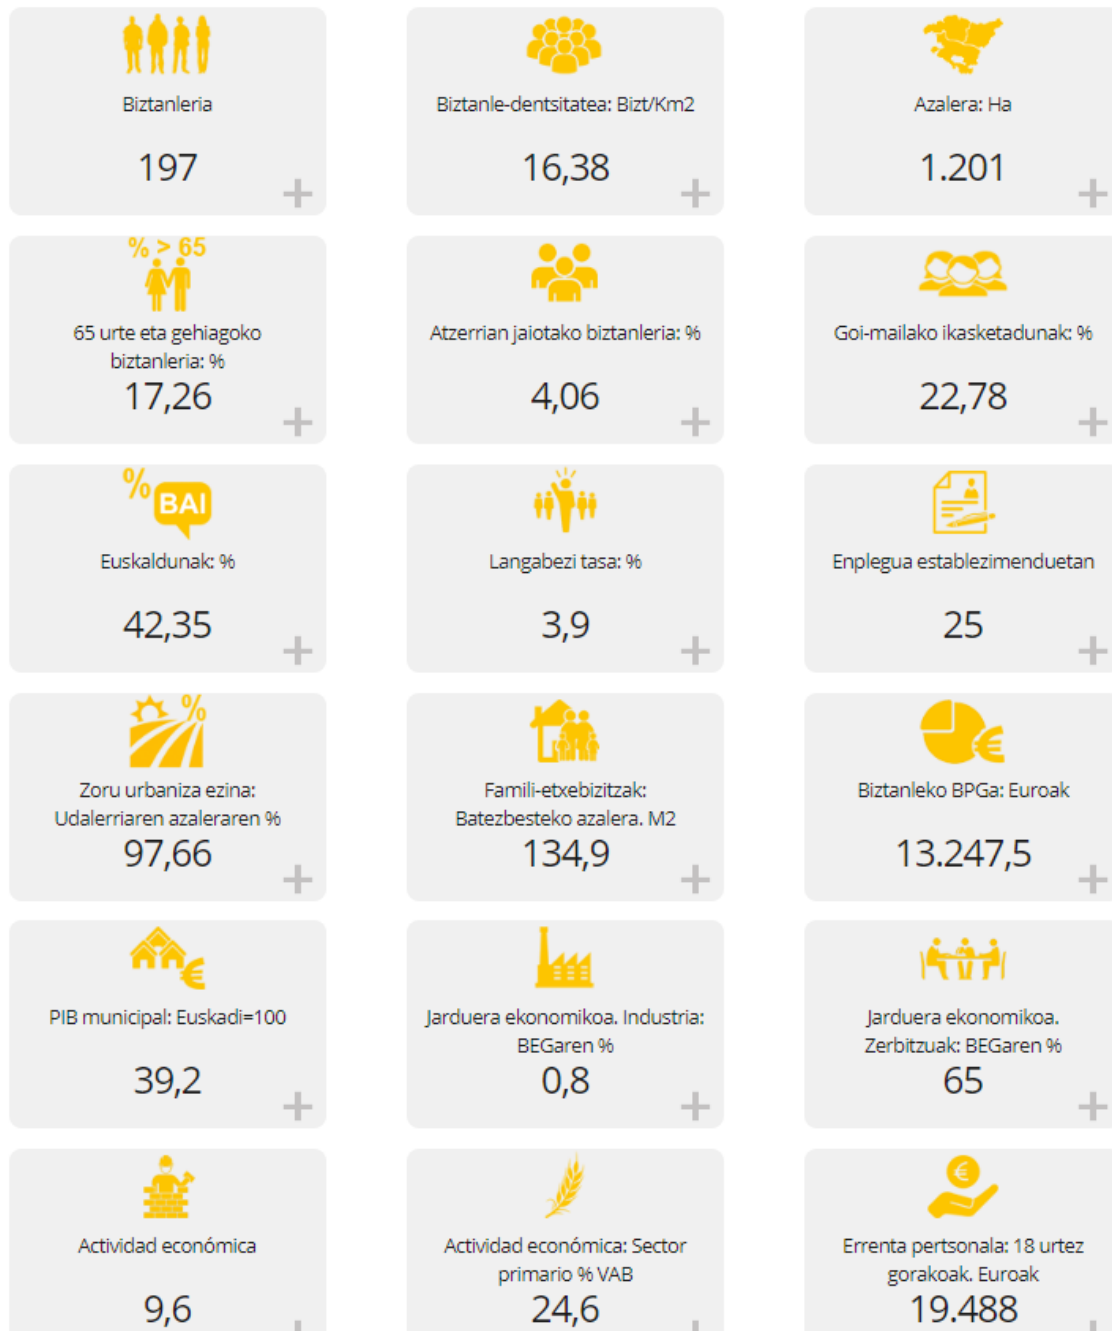 Biztanleria
197
Biztanle-dentsitatea: Bizt/Km2
16,38
Azalera: Ha
1.201
% > 65
65 urte eta gehiagoko
biztanleria: %
17,26
Atzerrian jaiotako biztanleria: %
4,06
Goi-mailako ikasketadunak: %
22,78
% BAI
Euskaldunak: %
42,35
Langabezi tasa: %
3,9
Enplegua establezimenduetan
25
%
Zoru urbaniza ezina:
Udalerriaren azaleraren %
97,66
Famili-etxebizitzak:
Batezbesteko azalera. M2
134,9
€
Biztanleko BPGa: Euroak
13.247,5
€
PIB municipal: Euskadi=100
39,2
Jarduera ekonomikoa. Industria:
BEGaren %
0,8
Jarduera ekonomikoa.
Zerbitzuak: BEGaren %
65
Actividad económica
9,6
Actividad económica: Sector
primario % VAB
24,6
€
Errenta pertsonala: 18 urtez
gorakoak. Euroak
19.488